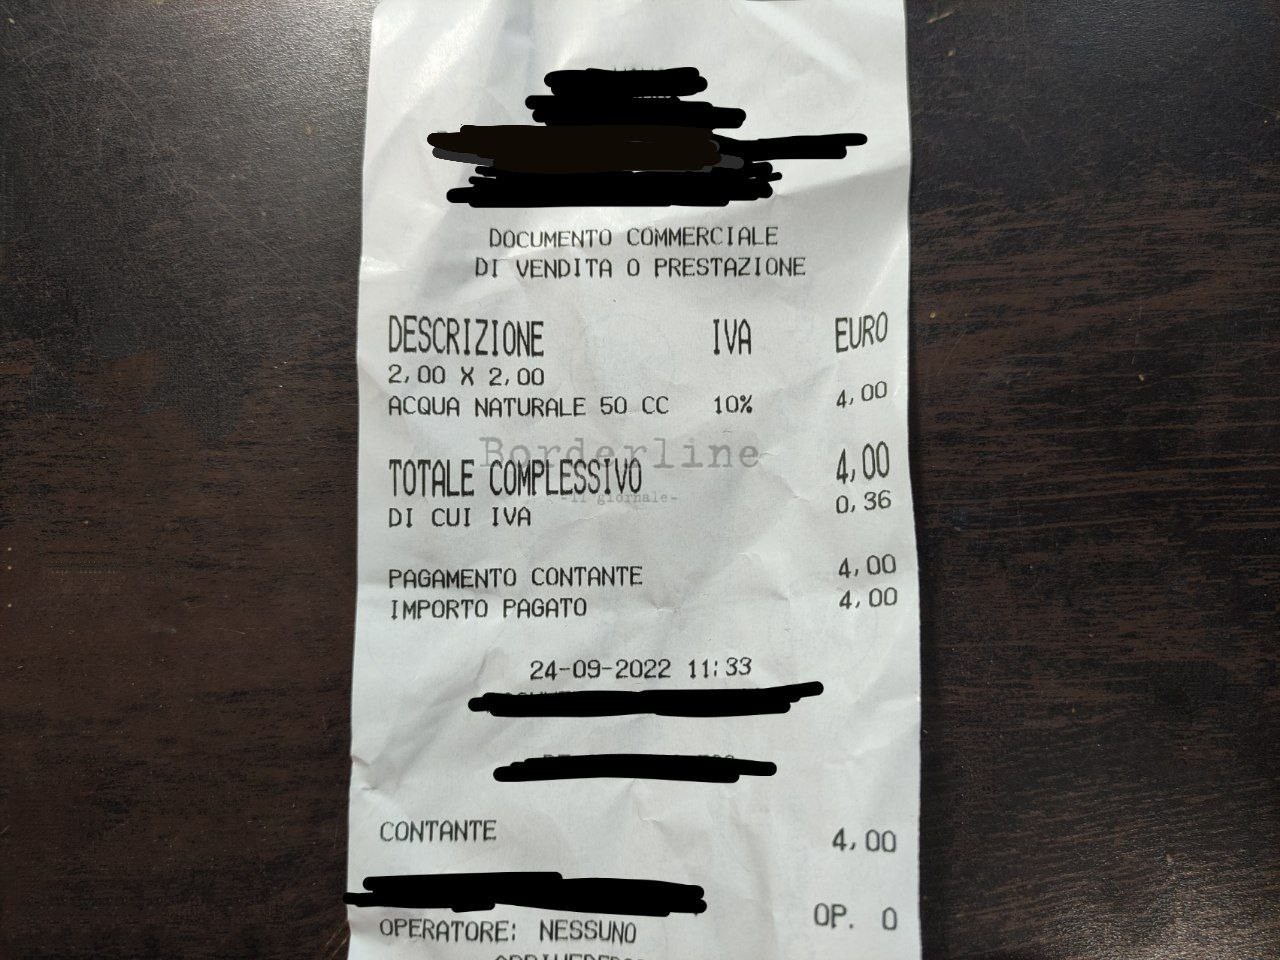 DOCUMENTO COMMERCIALE
DI VENDITA O PRESTAZIONE
DESCRIZIONE IVA EURO
2,00 X 2,00
ACQUA NATURALE 50 CC 10% 4,00
Borderline
-il giornale-
TOTALE COMPLESSIVO 4,00
DI CUI IVA 0,36
PAGAMENTO CONTANTE 4,00
IMPORTO PAGATO 4,00
24-09-2022 11:33
CONTANTE 4,00
OPERATORE: NESSUNO OP. 0